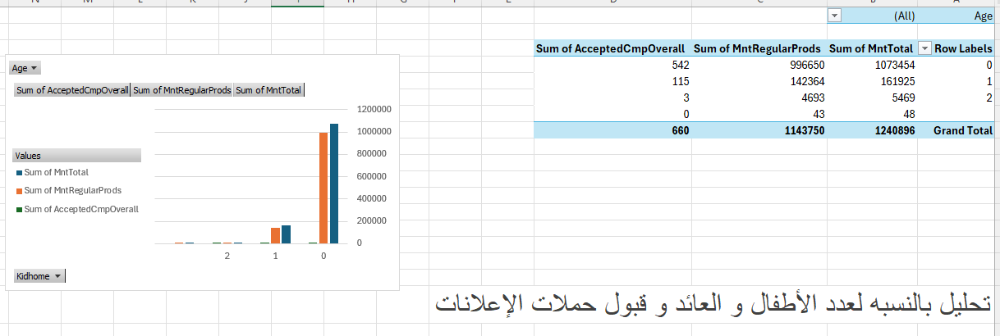 Age (All)
Row Labels Sum of MntTotal Sum of MntRegularProds Sum of AcceptedCmpOverall
0 1073454 996650 542
1 161925 142364 115
2 5469 4693 3
48 43 0
Grand Total 1240896 1143750 660
Age
Sum of AcceptedCmpOverall Sum of MntRegularProds Sum of MntTotal
1200000
1000000
800000
600000
400000
200000
0
Values
Sum of MntTotal
Sum of MntRegularProds
Sum of AcceptedCmpOverall
2 1 0
Kidhome
تحليل بالنسبه لعدد الأطفال و العائد و قبول حملات الإعلانات